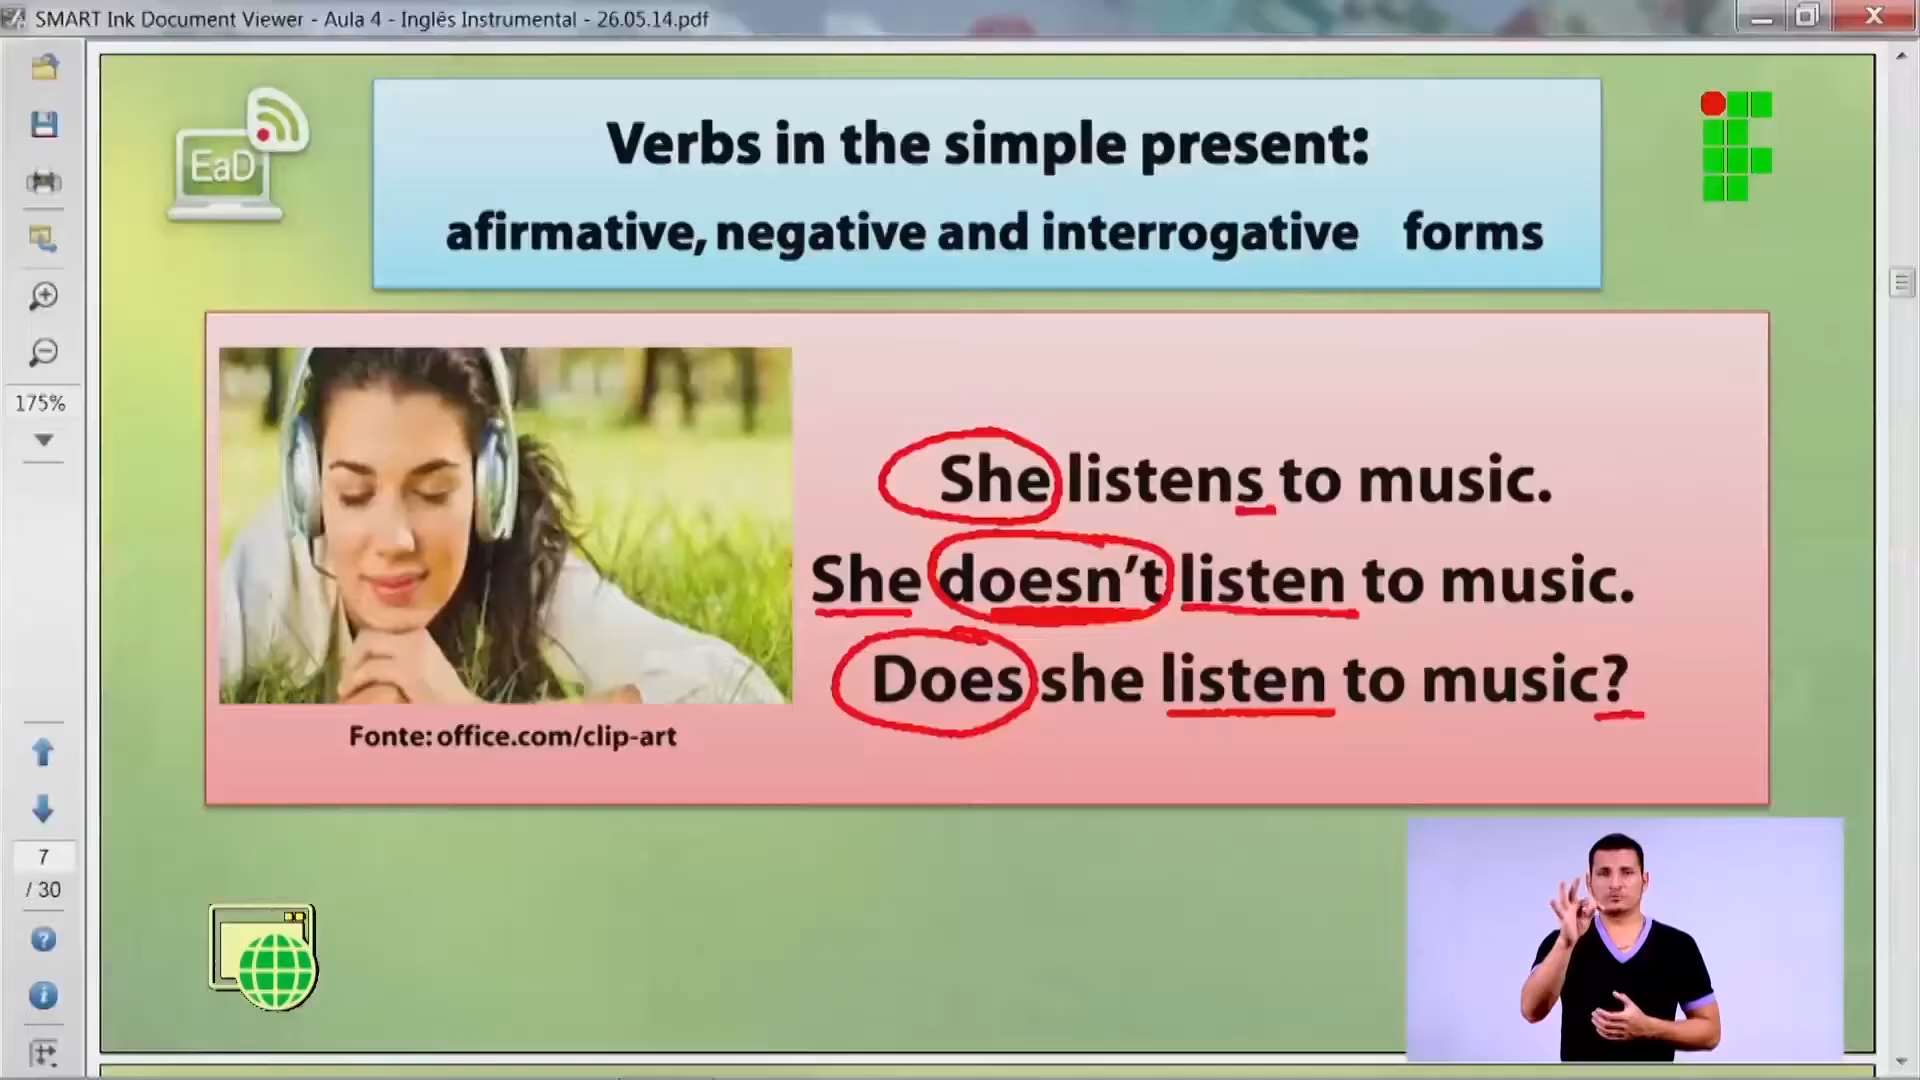 SMART Ink Document Viewer - Aula 4 - Inglês Instrumental - 26.05.14.pdf
EaD
Verbs in the simple present:
afirmative, negative and interrogative forms
175%
She listens to music.
She doesn't listen to music.
Does she listen to music?
Fonte: office.com/clip-art
7
/ 30